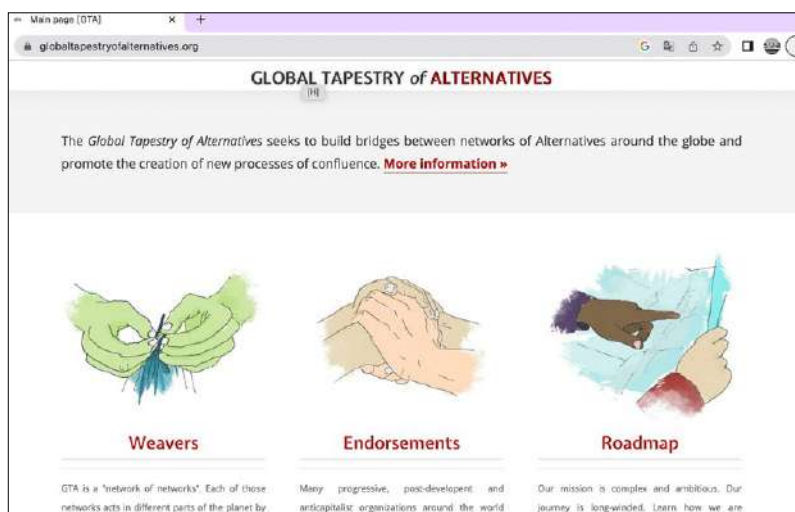 Main page [GTA]
globaltapestryofalternatives.org
GLOBAL TAPESTRY of ALTERNATIVES
[H]
The Global Tapestry of Alternatives seeks to build bridges between networks of Alternatives around the globe and
promote the creation of new processes of confluence. More information »
Weavers
Endorsements
Roadmap
GTA is a "network of networks". Each of those
networks acts in different parts of the planet by
Many progressive, post-developent and
anticapitalist organizations around the world
Our mission is complex and ambitious. Our
journey is long-winded. Learn how we are